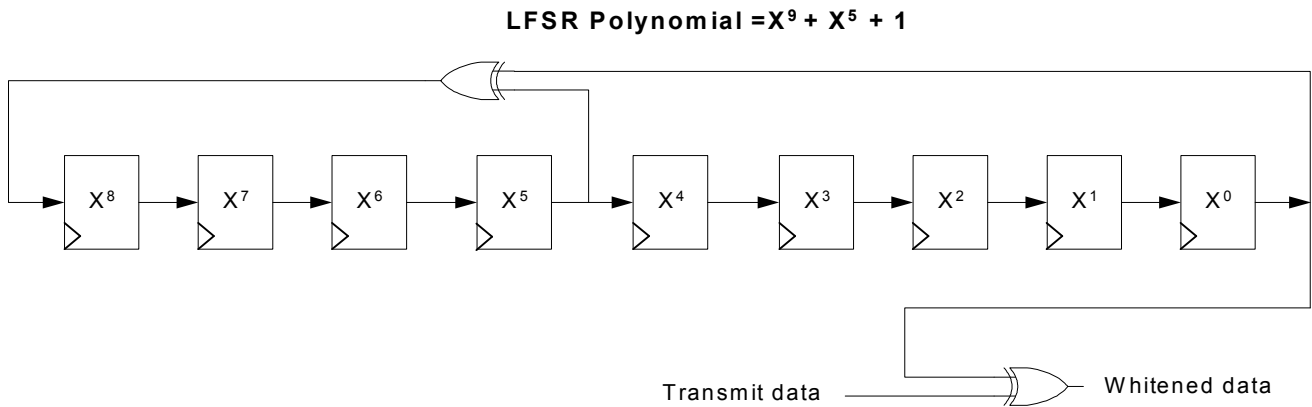 LFSR Polynomial =X⁹ + X⁵ + 1
X⁸ X⁷ X⁶ X⁵ X⁴ X³ X² X¹ X⁰
Transmit data Whitened data